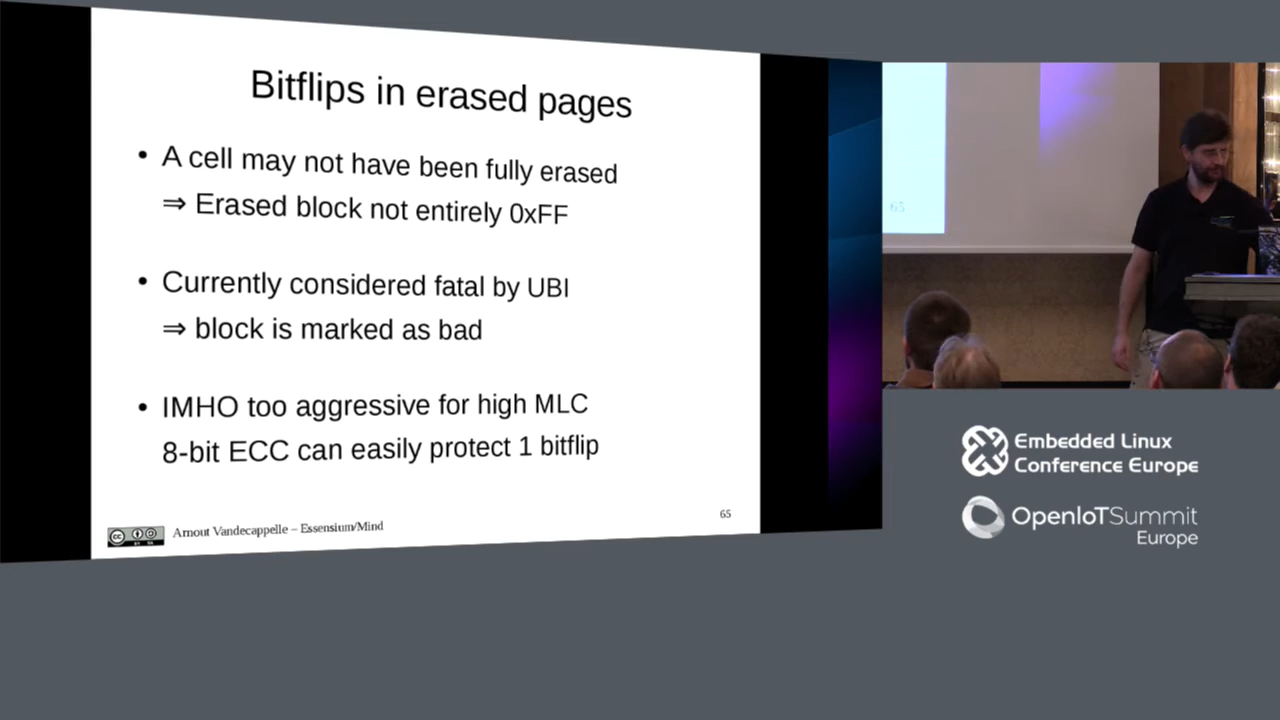 Bitflips in erased pages
• A cell may not have been fully erased
⇒ Erased block not entirely 0xFF
• Currently considered fatal by UBI
⇒ block is marked as bad
• IMHO too aggressive for high MLC
8-bit ECC can easily protect 1 bitflip
Arnout Vandecappelle – Essensium/Mind
65
65
Embedded Linux
Conference Europe
OpenIoTSummit
Europe